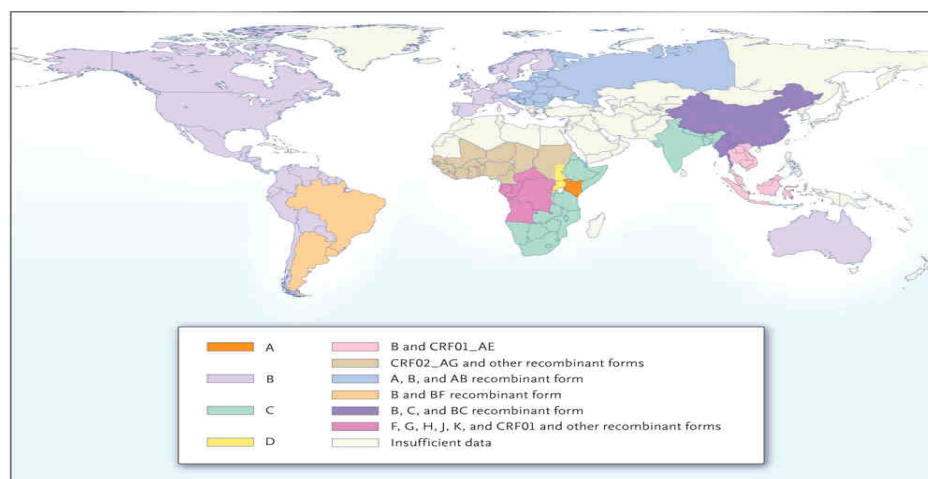 A
B
C
D
B and CRF01_AE
CRF02_AG and other recombinant forms
A, B, and AB recombinant form
B and BF recombinant form
B, C, and BC recombinant form
F, G, H, J, K, and CRF01 and other recombinant forms
Insufficient data